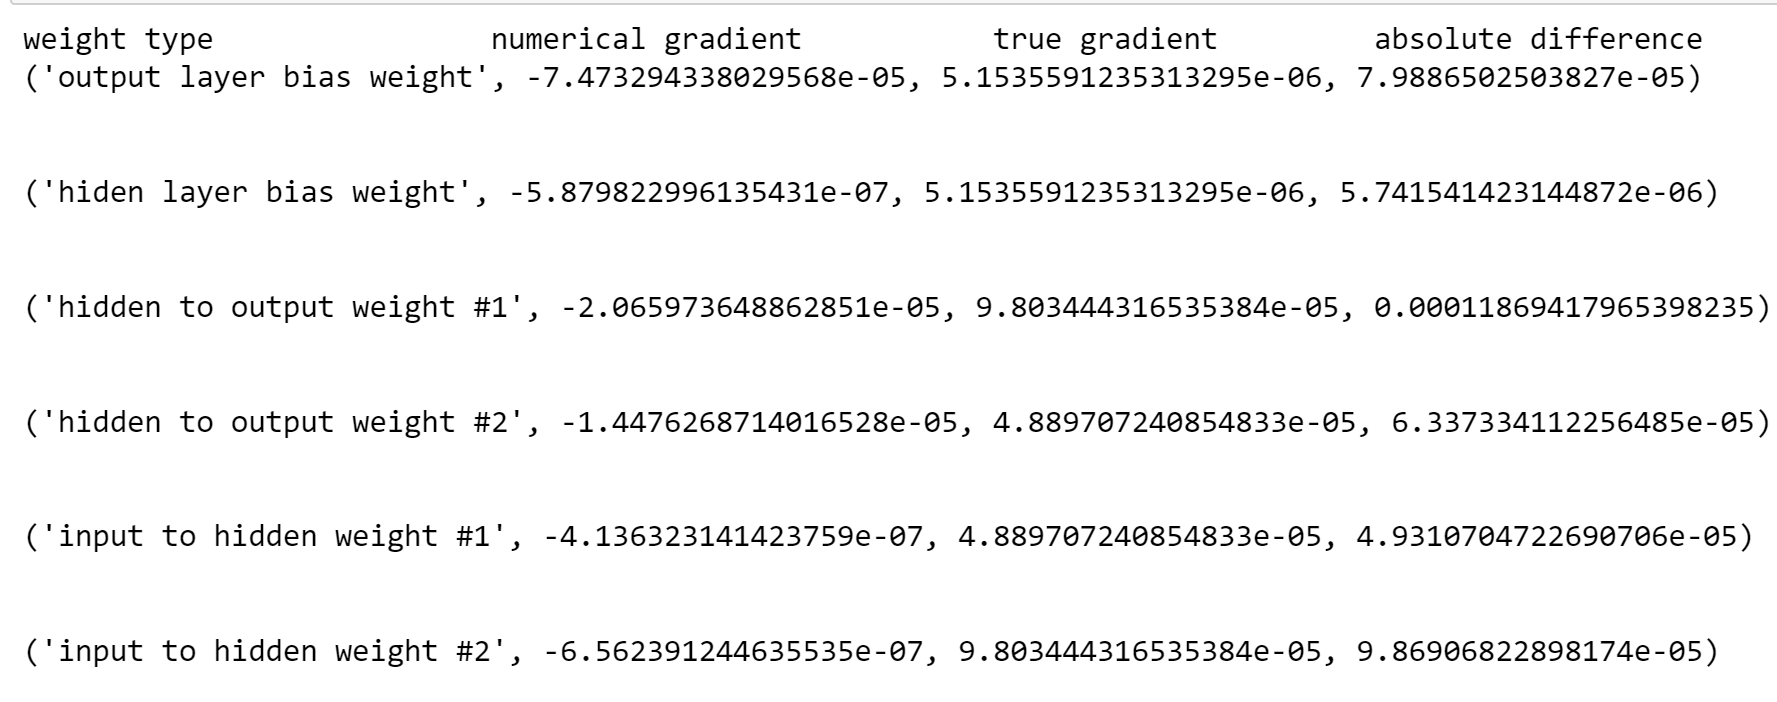 weight type numerical gradient true gradient absolute difference
('output layer bias weight', -7.473294338029568e-05, 5.1535591235313295e-06, 7.9886502503827e-05)
('hiden layer bias weight', -5.879822996135431e-07, 5.1535591235313295e-06, 5.741541423144872e-06)
('hidden to output weight #1', -2.065973648862851e-05, 9.803444316535384e-05, 0.00011869417965398235)
('hidden to output weight #2', -1.4476268714016528e-05, 4.889707240854833e-05, 6.337334112256485e-05)
('input to hidden weight #1', -4.136323141423759e-07, 4.889707240854833e-05, 4.9310704722690706e-05)
('input to hidden weight #2', -6.562391244635535e-07, 9.803444316535384e-05, 9.86906822898174e-05)